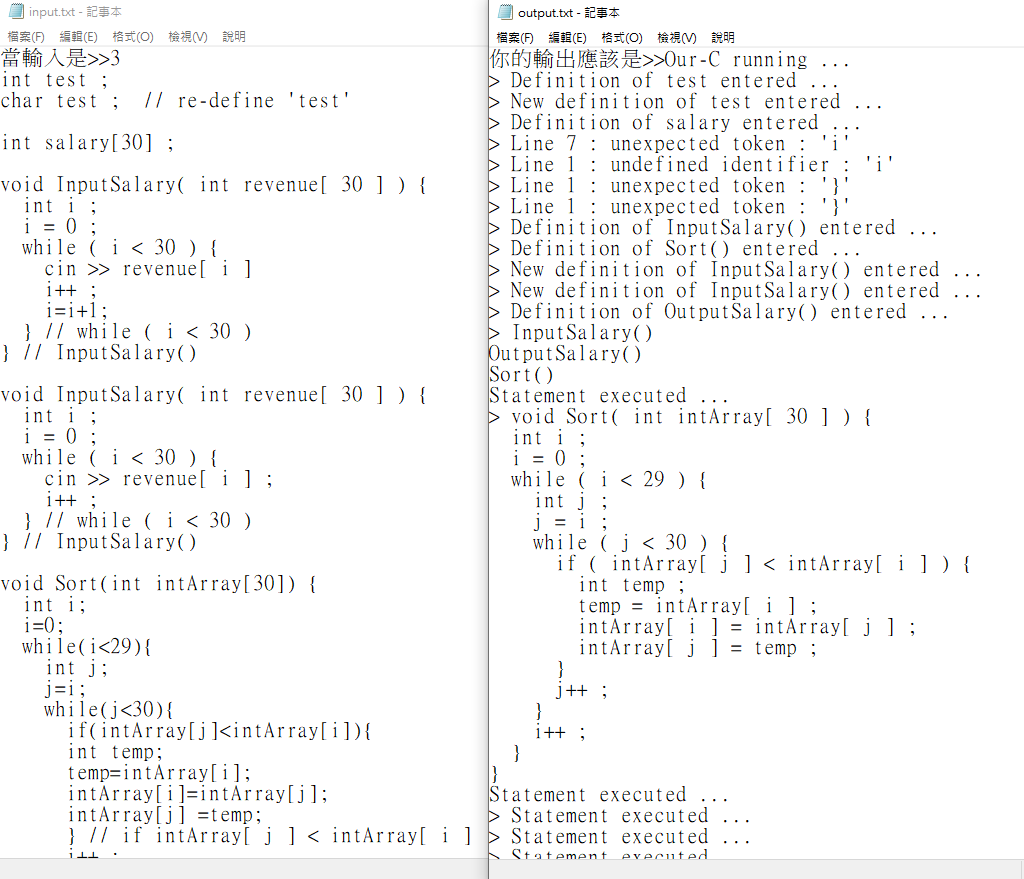 input.txt - 記事本
檔案(F) 編輯(E) 格式(O) 檢視(V) 說明
當輸入是>>3
int test ;
char test ;  // re-define 'test'
int salary[30] ;
void InputSalary( int revenue[ 30 ] ) {
  int i ;
  i = 0 ;
  while ( i < 30 ) {
    cin >> revenue[ i ]
    i++ ;
    i=i+1;
  } // while ( i < 30 )
} // InputSalary()
void InputSalary( int revenue[ 30 ] ) {
  int i ;
  i = 0 ;
  while ( i < 30 ) {
    cin >> revenue[ i ] ;
    i++ ;
  } // while ( i < 30 )
} // InputSalary()
void Sort(int intArray[30]) {
  int i;
  i=0;
  while(i<29){
    int j;
    j=i;
    while(j<30){
      if(intArray[j]<intArray[i]){
      int temp;
      temp=intArray[i];
      intArray[i]=intArray[j];
      intArray[j] =temp;
      } // if intArray[ j ] < intArray[ i ]
output.txt - 記事本
檔案(F) 編輯(E) 格式(O) 檢視(V) 說明
你的輸出應該是>>Our-C running ...
> Definition of test entered ...
> New definition of test entered ...
> Definition of salary entered ...
> Line 7 : unexpected token : 'i'
> Line 1 : undefined identifier : 'i'
> Line 1 : unexpected token : '}'
> Line 1 : unexpected token : '}'
> Definition of InputSalary() entered ...
> Definition of Sort() entered ...
> New definition of InputSalary() entered ...
> New definition of InputSalary() entered ...
> Definition of OutputSalary() entered ...
> InputSalary()
OutputSalary()
Sort()
Statement executed ...
> void Sort( int intArray[ 30 ] ) {
  int i ;
  i = 0 ;
  while ( i < 29 ) {
    int j ;
    j = i ;
    while ( j < 30 ) {
      if ( intArray[ j ] < intArray[ i ] ) {
        int temp ;
        temp = intArray[ i ] ;
        intArray[ i ] = intArray[ j ] ;
        intArray[ j ] = temp ;
      }
      j++ ;
    }
    i++ ;
  }
}
Statement executed ...
> Statement executed ...
> Statement executed ...
> Statement executed